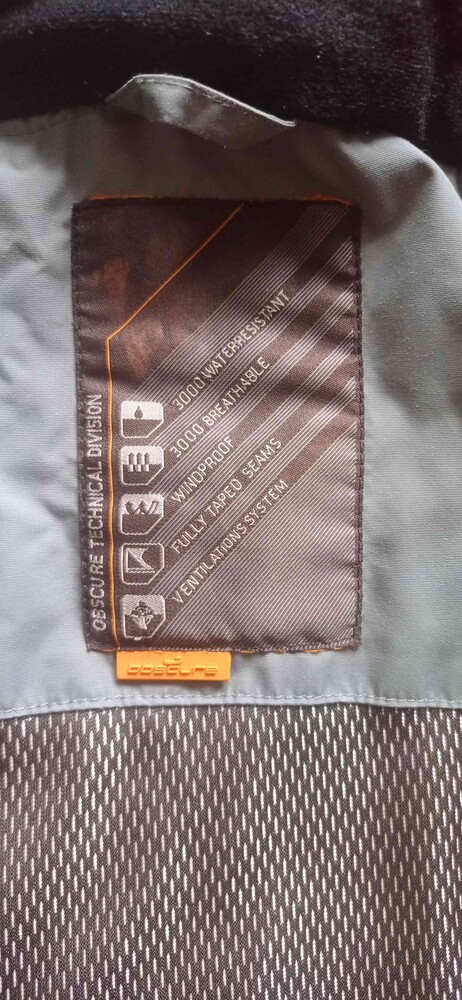 OBSCURE TECHNICAL DIVISION
3000 WATERRESISTANT
3000 BREATHABLE
WINDPROOF
FULLY TAPED SEAMS
VENTILATIONS SYSTEM
obscure